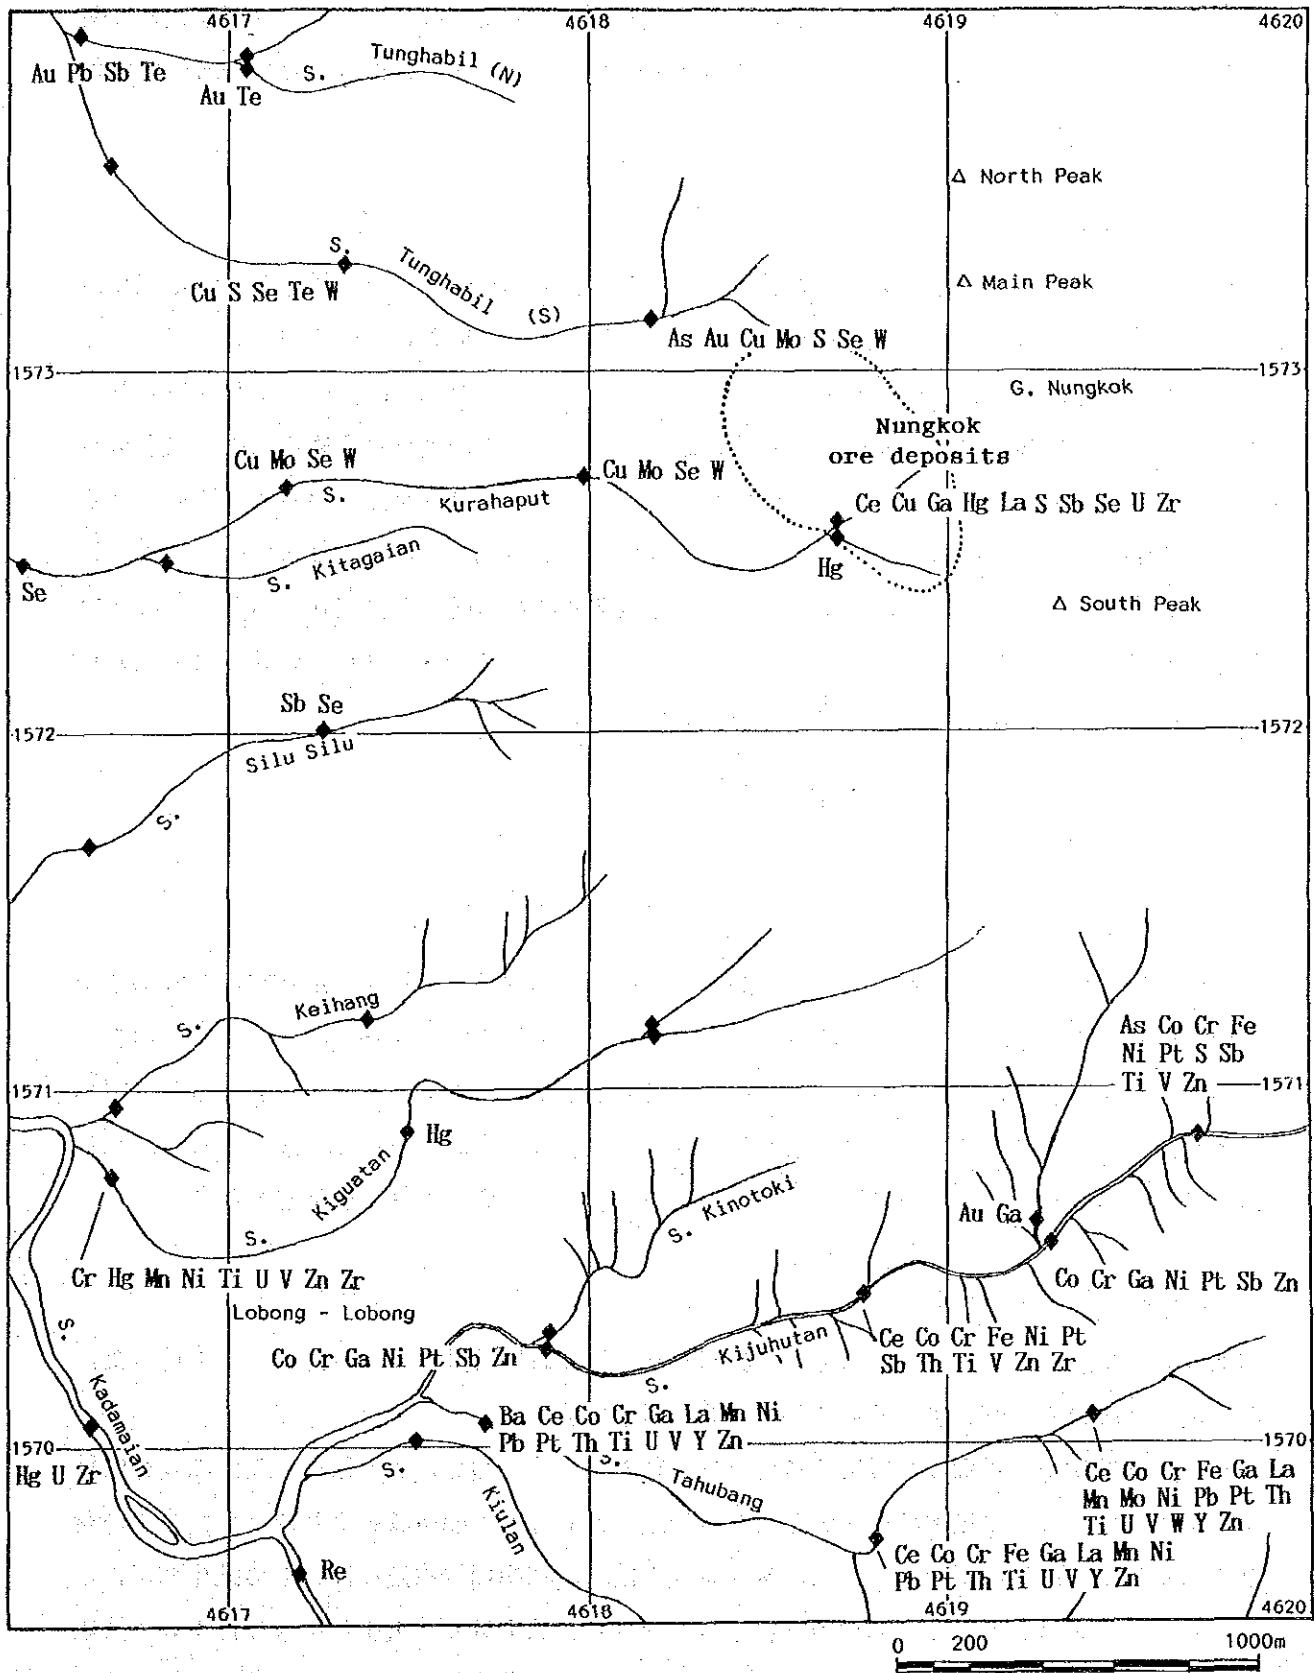 4617
4618
4619
4620
Tunghabil (N)
S.
Au Pb Sb Te
Au Te
Δ North Peak
S.
Tunghabil (S)
Δ Main Peak
Cu S Se Te W
As Au Cu Mo S Se W
1573
1573
G. Nungkok
Nungkok
ore deposits
Cu Mo Se W
Cu Mo Se W
S.
Kurahaput
Ce Cu Ga Hg La S Sb Se U Zr
S. Kitagaian
Hg
Se
Δ South Peak
Sb Se
1572
1572
Silu Silu
S.
Keihang
S.
As Co Cr Fe
Ni Pt S Sb
Ti V Zn
1571
1571
Hg
Kiguatan
S.
S. Kinotoki
Au Ga
Cr Hg Mn Ni Ti U V Zn Zr
Co Cr Ga Ni Pt Sb Zn
Lobong - Lobong
S.
Co Cr Ga Ni Pt Sb Zn
Kijuhutan
S.
Ce Co Cr Fe Ni Pt
Sb Th Ti V Zn Zr
Kadamaian
Ba Ce Co Cr Ga La Mn Ni
Pb Pt Th Ti U V Y Zn
1570
1570
Hg U Zr
S.
Kiulan
S.
Tahubang
Ce Co Cr Fe Ga La
Mn Mo Ni Pb Pt Th
Ti U V W Y Zn
Ce Co Cr Fe Ga La Mn Ni
Pb Pt Th Ti U V Y Zn
Re
4617
4618
4619
4620
0 200 1000m